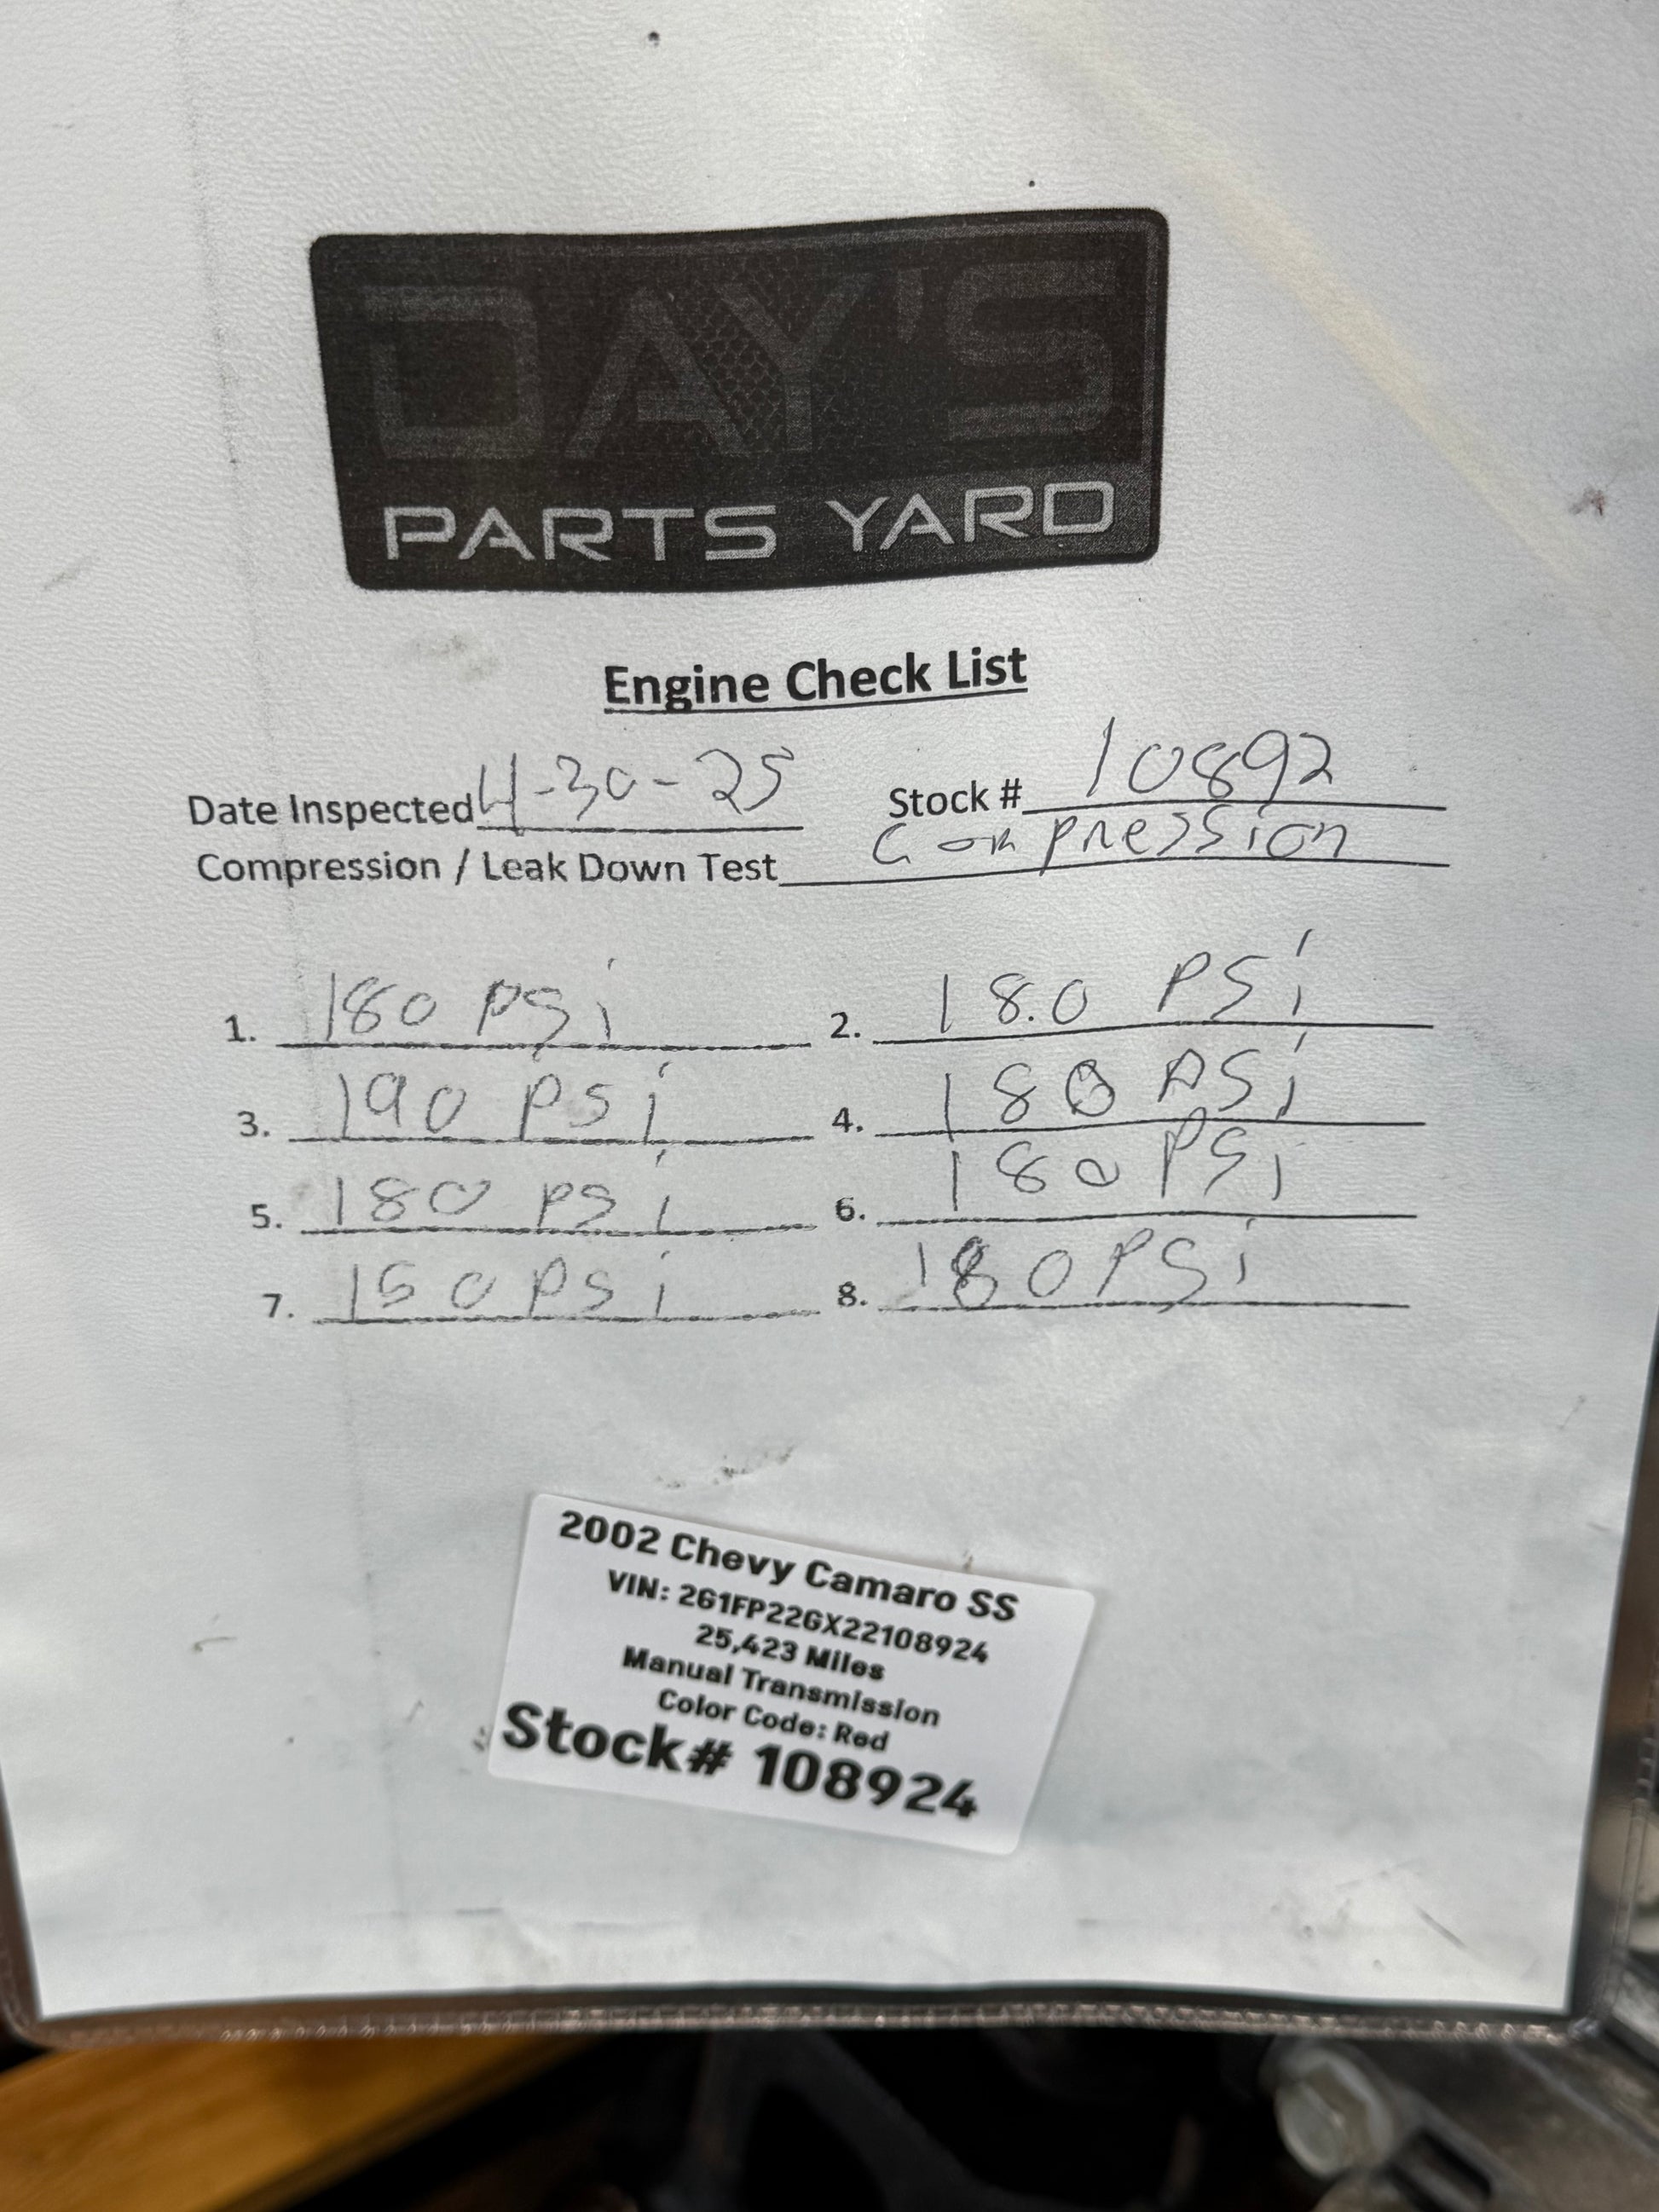 DAY'S
PARTS YARD
Engine Check List
Date Inspected 4-30-25 Stock # 10892
Compression / Leak Down Test Compression
1. 180 PSi 2. 180 PSi
3. 190 PSi 4. 180 PSi
5. 180 PSi 6. 180 PSi
7. 150 PSi 8. 180 PSi
2002 Chevy Camaro SS
VIN: 2G1FP22GX22108924
25,423 Miles
Manual Transmission
Color Code: Red
Stock# 108924